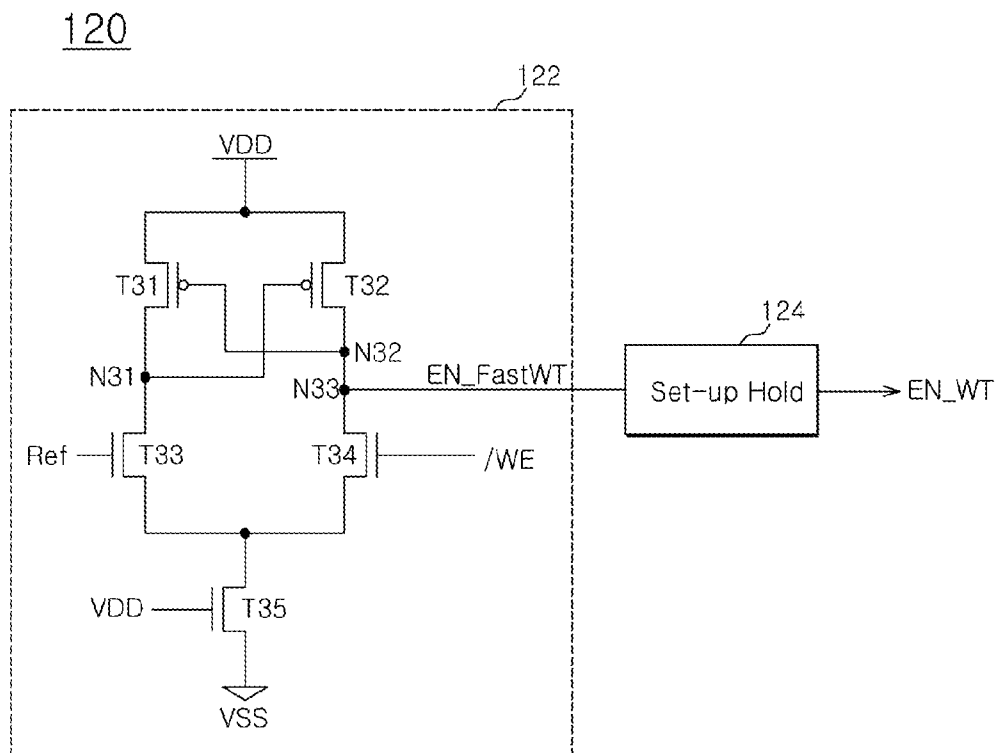 120
122
VDD
T31
T32
124
N32
N31
EN_FastWT
Set-up Hold
EN_WT
N33
Ref
T33
T34
/WE
VDD
T35
VSS